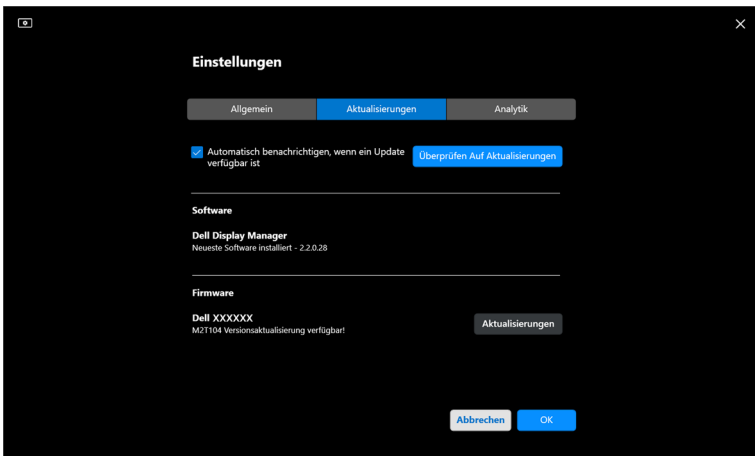 Einstellungen
Allgemein
Aktualisierungen
Analytik
Automatisch benachrichtigen, wenn ein Update
verfügbar ist
Überprüfen Auf Aktualisierungen
Software
Dell Display Manager
Neueste Software installiert - 2.2.0.28
Firmware
Dell XXXXXX
M2T104 Versionsaktualisierung verfügbar!
Aktualisierungen
Abbrechen
OK